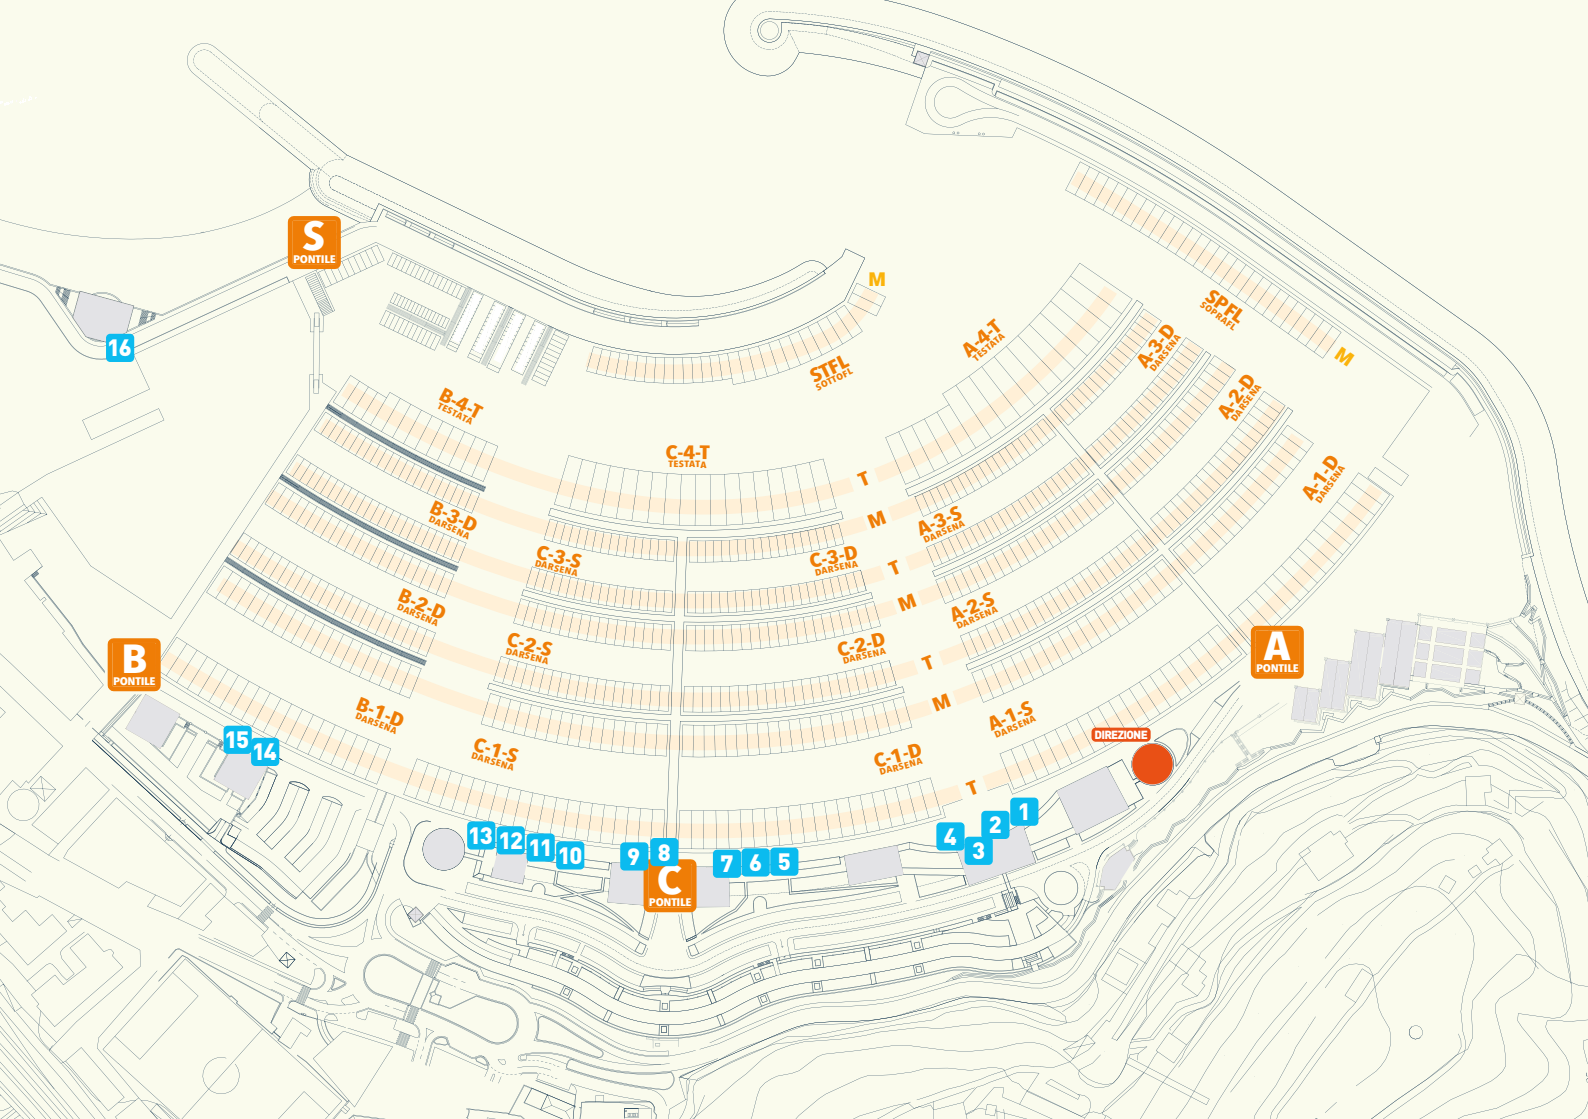 S
PONTILE
16
M
STFL
SOTTOFL
SPFL
SOPRAFL
M
A-4-T
TESTATA
A-3-D
DARSENA
A-2-D
DARSENA
A-1-D
DARSENA
B-4-T
TESTATA
C-4-T
TESTATA
T
M
A-3-S
DARSENA
B-3-D
DARSENA
C-3-S
DARSENA
C-3-D
DARSENA
T
M
A-2-S
DARSENA
B-2-D
DARSENA
C-2-S
DARSENA
C-2-D
DARSENA
T
M
A-1-S
DARSENA
B
PONTILE
A
PONTILE
B-1-D
DARSENA
C-1-S
DARSENA
C-1-D
DARSENA
T
DIREZIONE
15
14
13
12
11
10
9
8
C
PONTILE
7
6
5
4
3
2
1